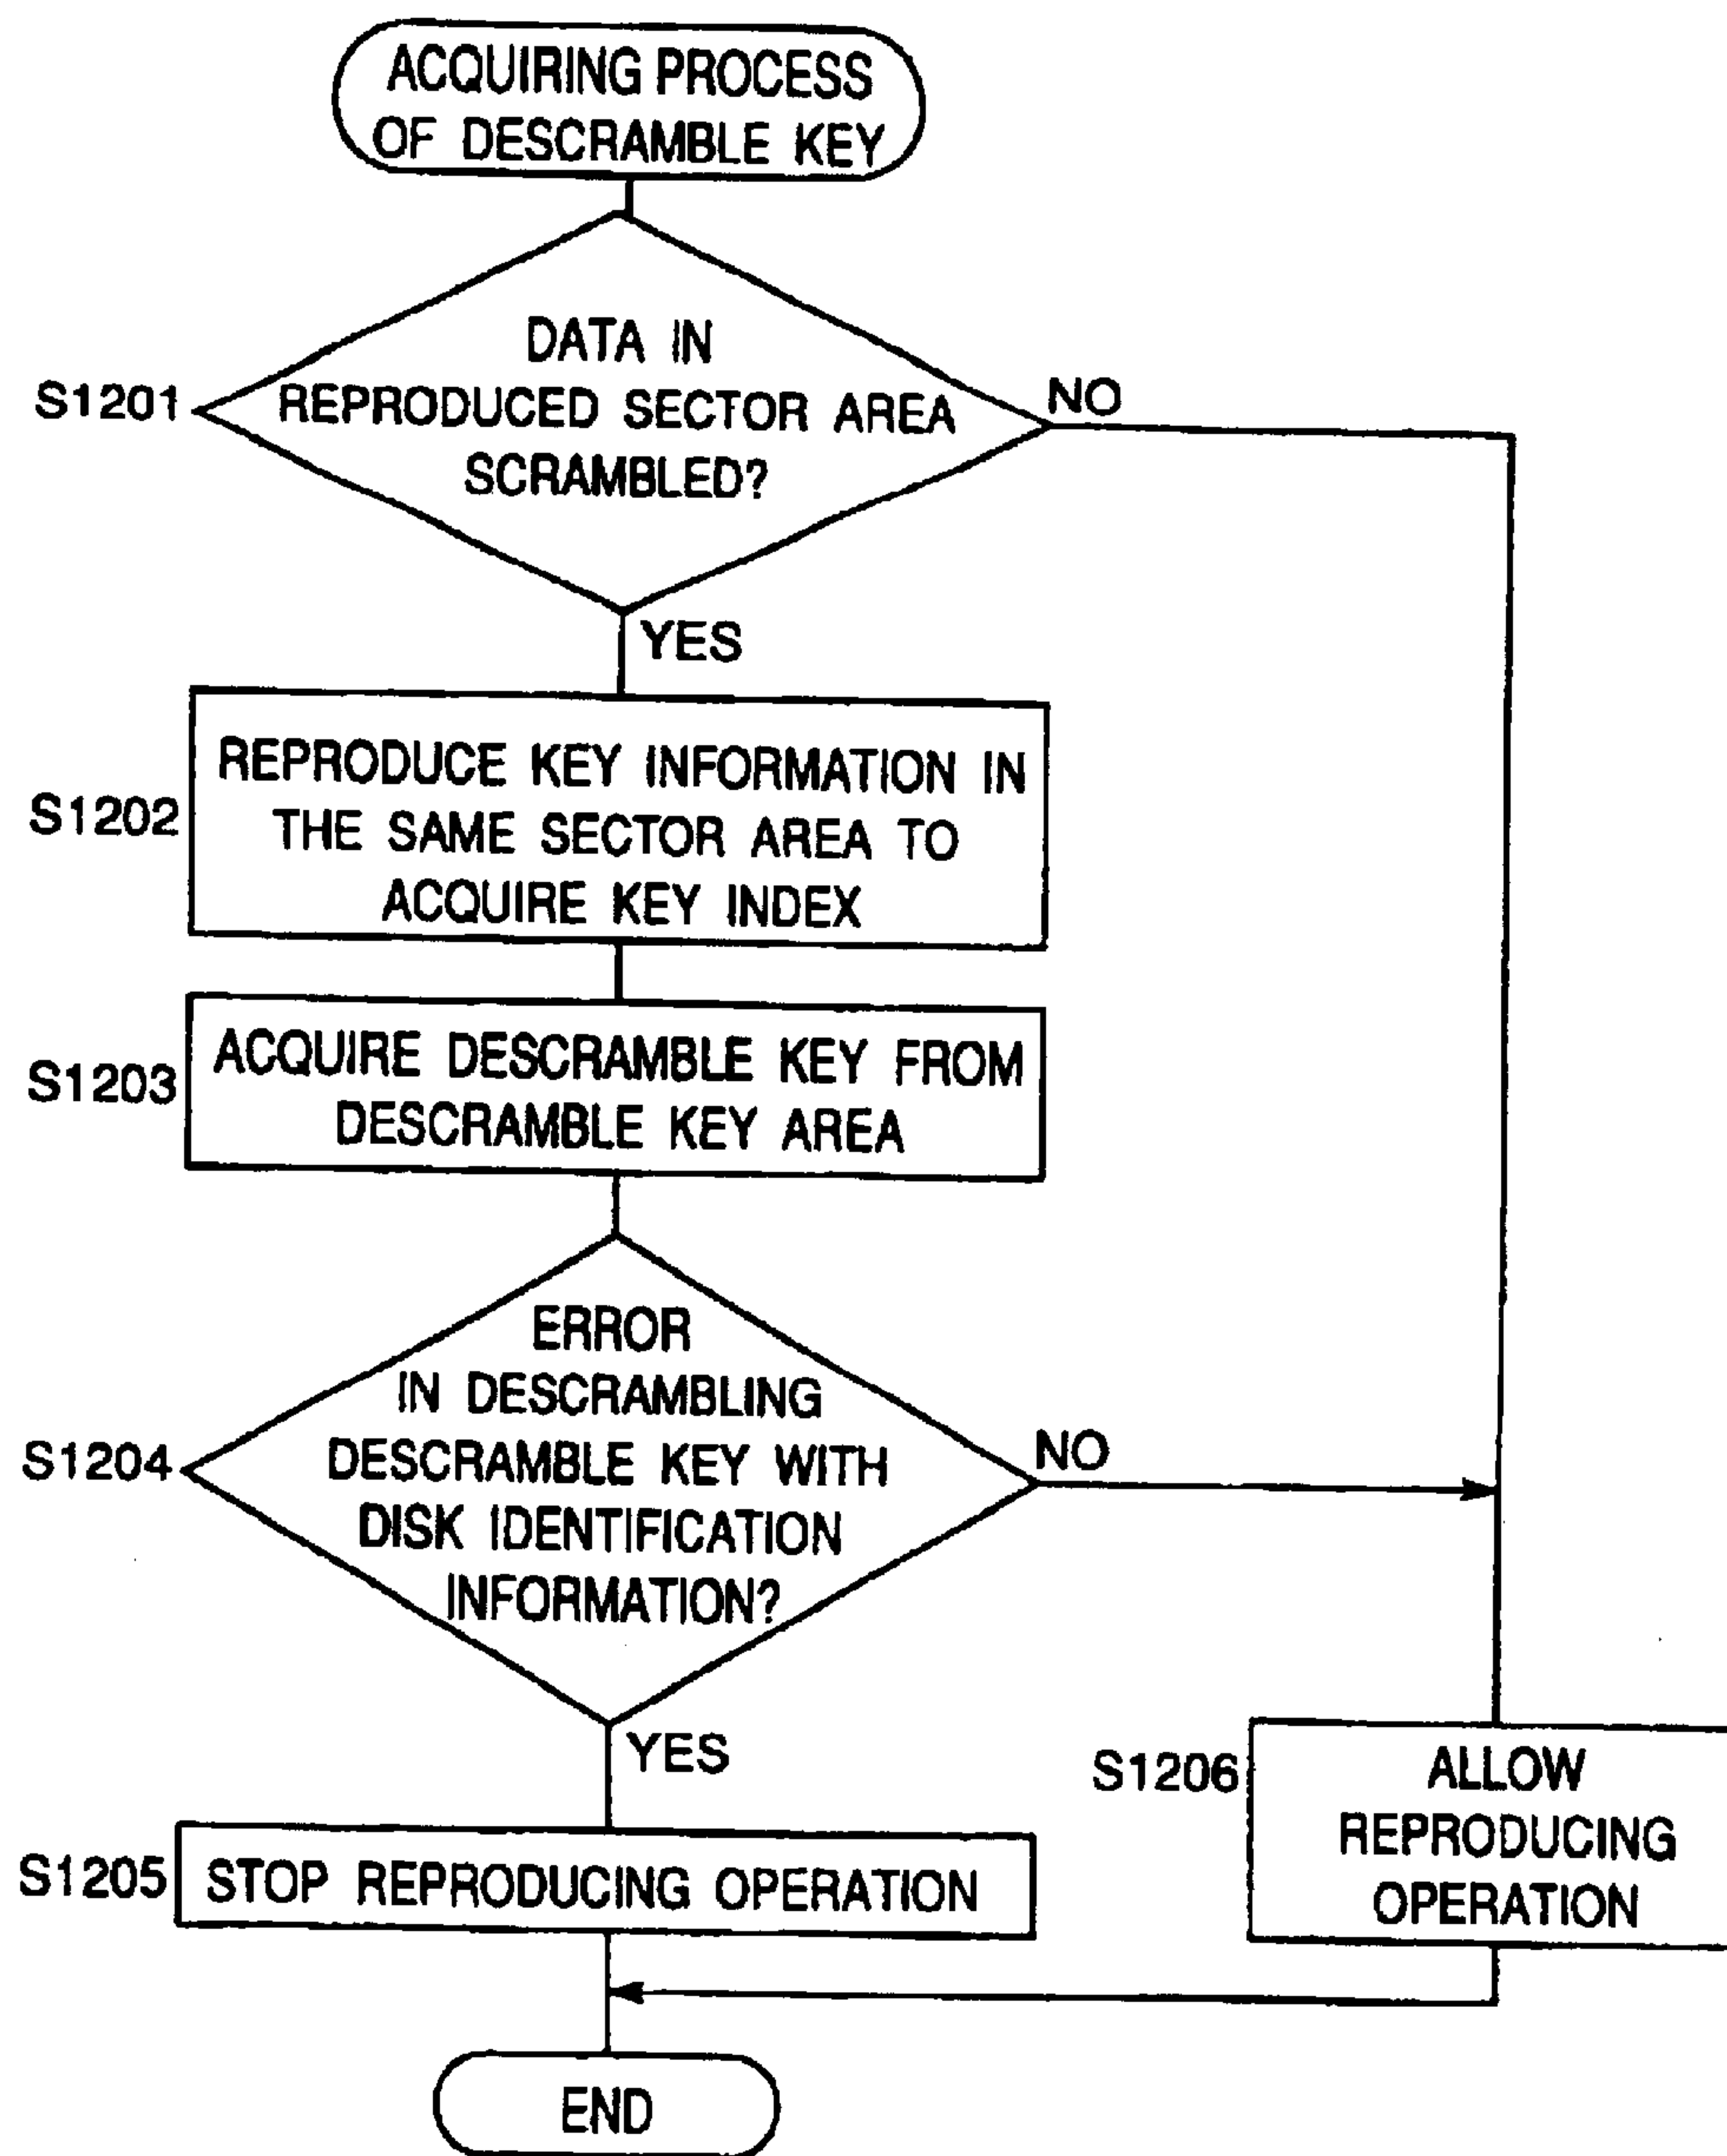 ACQUIRING PROCESS
OF DESCRAMBLE KEY
DATA IN
REPRODUCED SECTOR AREA
SCRAMBLED?
S1201
NO
YES
REPRODUCE KEY INFORMATION IN
THE SAME SECTOR AREA TO
ACQUIRE KEY INDEX
S1202
ACQUIRE DESCRAMBLE KEY FROM
DESCRAMBLE KEY AREA
S1203
ERROR
IN DESCRAMBLING
DESCRAMBLE KEY WITH
DISK IDENTIFICATION
INFORMATION?
S1204
NO
YES
S1205
STOP REPRODUCING OPERATION
S1206
ALLOW
REPRODUCING
OPERATION
END